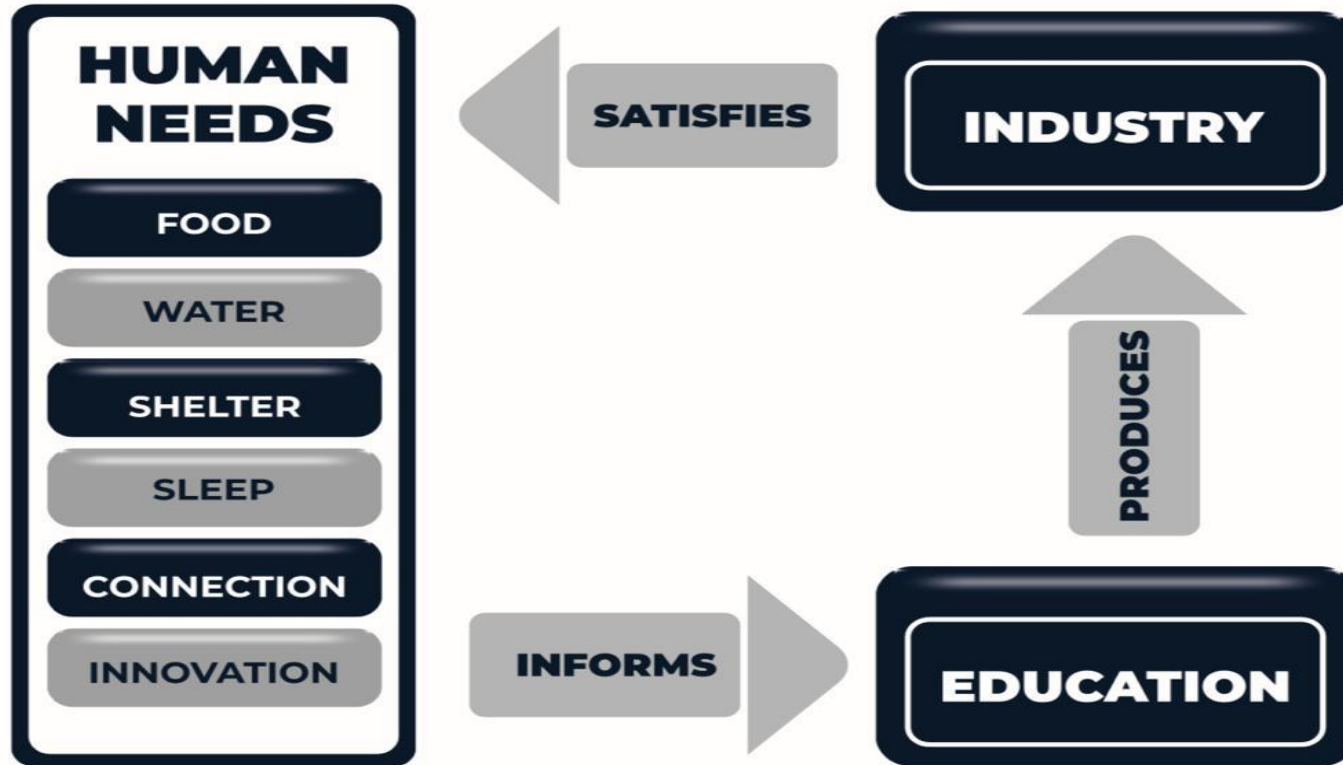 HUMAN
NEEDS
FOOD
WATER
SHELTER
SLEEP
CONNECTION
INNOVATION
SATISFIES
INDUSTRY
PRODUCES
INFORMS
EDUCATION